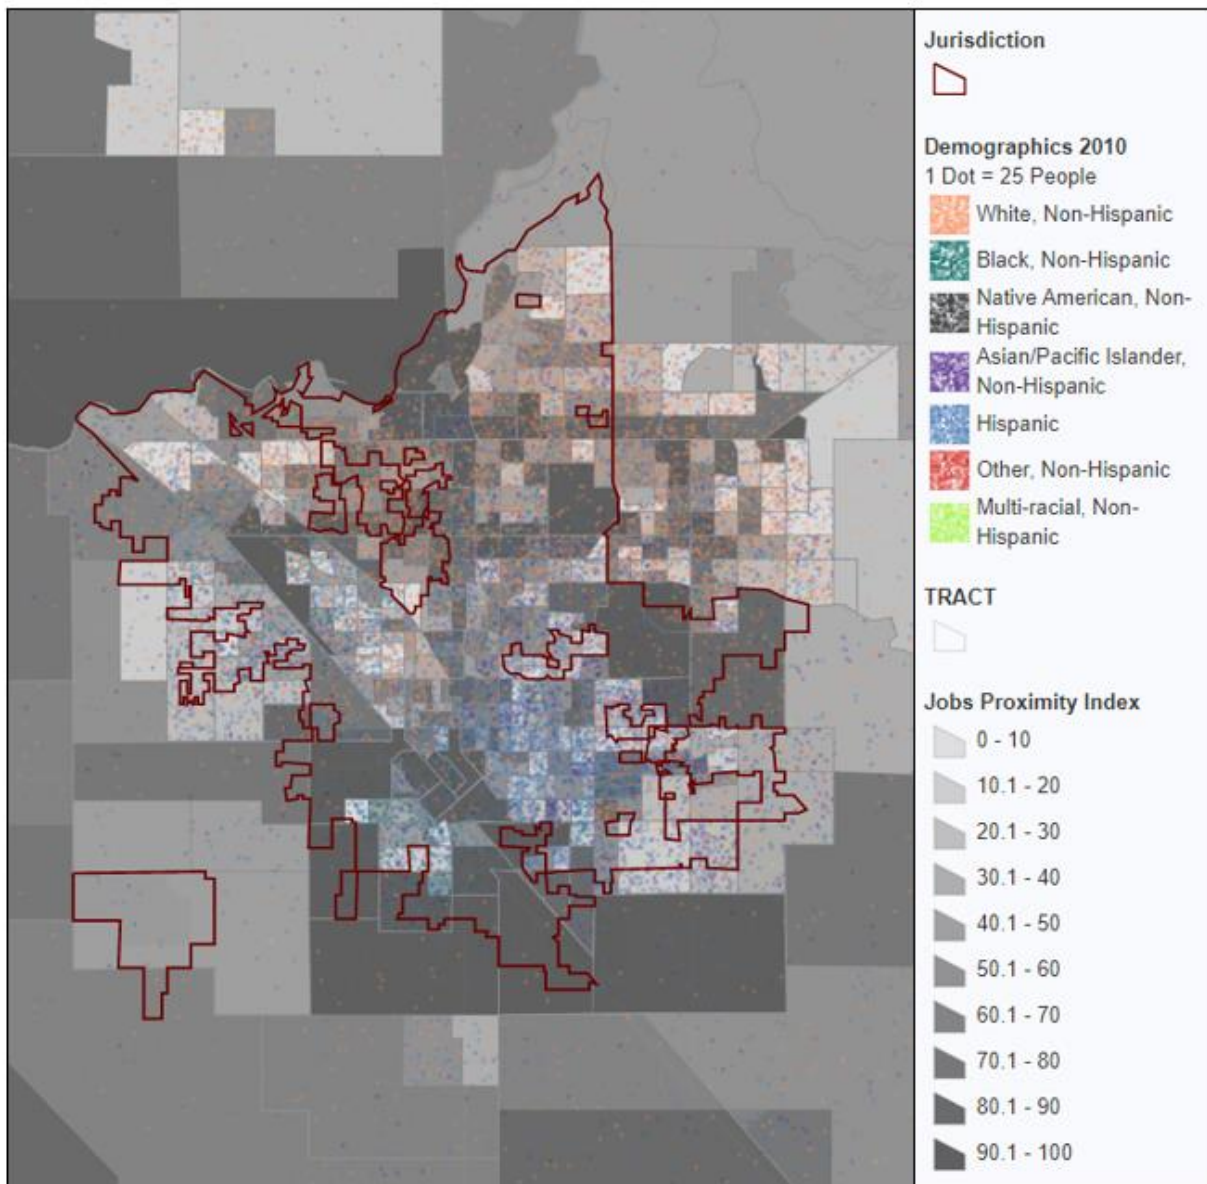 Jurisdiction
Demographics 2010
1 Dot = 25 People
White, Non-Hispanic
Black, Non-Hispanic
Native American, Non-
Hispanic
Asian/Pacific Islander,
Non-Hispanic
Hispanic
Other, Non-Hispanic
Multi-racial, Non-
Hispanic
TRACT
Jobs Proximity Index
0 - 10
10.1 - 20
20.1 - 30
30.1 - 40
40.1 - 50
50.1 - 60
60.1 - 70
70.1 - 80
80.1 - 90
90.1 - 100